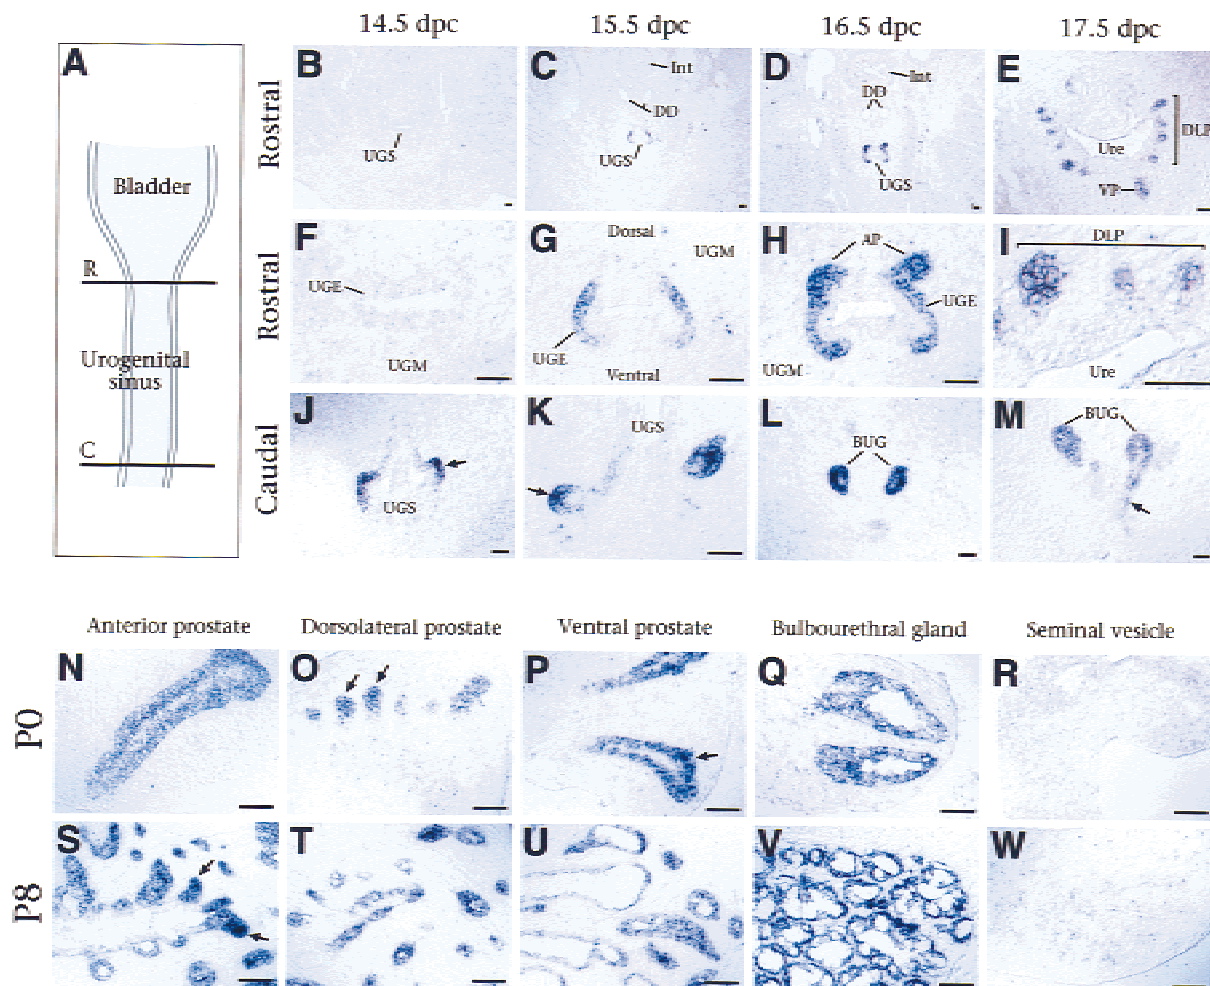 14.5 dpc 15.5 dpc 16.5 dpc 17.5 dpc
A
Bladder
R
Urogenital
sinus
C
Rostral
B
UGS
C
Int
DD
UGS
D
Int
DD
UGS
E
DLP
Ure
VP
Rostral
F
UGE
UGM
G
Dorsal
UGM
UGE
Ventral
H
AP
UGE
UGM
I
DLP
Ure
Caudal
J
UGS
K
UGS
L
BUG
M
BUG
Anterior prostate Dorsolateral prostate Ventral prostate Bulbourethral gland Seminal vesicle
P0
N
O
P
Q
R
P8
S
T
U
V
W